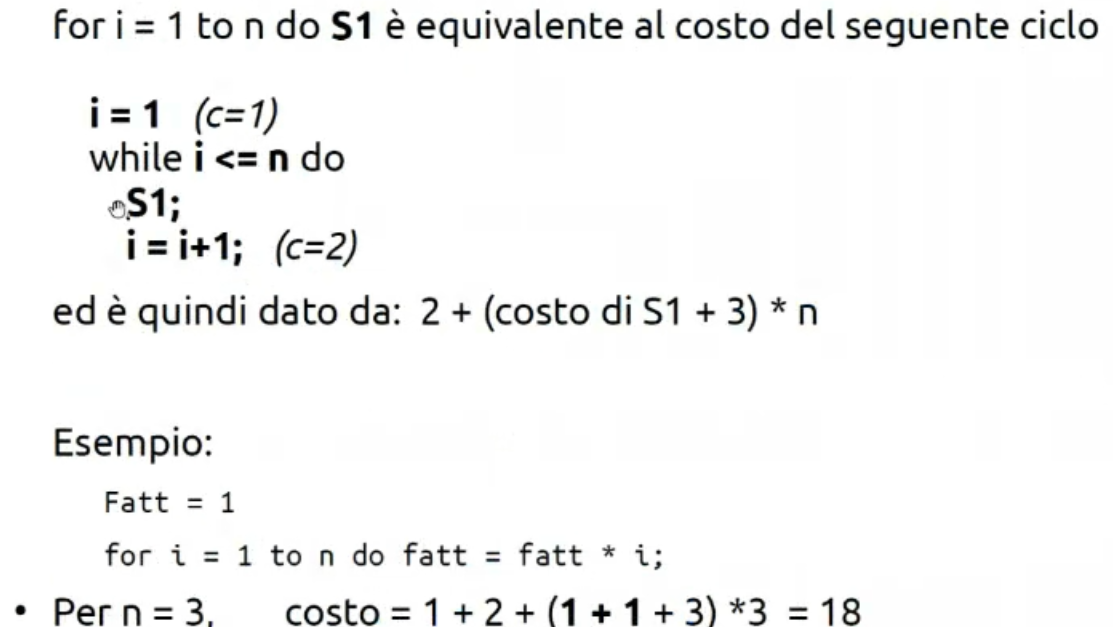 for i = 1 to n do S1 è equivalente al costo del seguente ciclo
i = 1 (c=1)
while i <= n do
S1;
i = i+1; (c=2)
ed è quindi dato da: 2 + (costo di S1 + 3) * n
Esempio:
Fatt = 1
for i = 1 to n do fatt = fatt * i;
• Per n = 3, costo = 1 + 2 + (1 + 1 + 3) *3 = 18